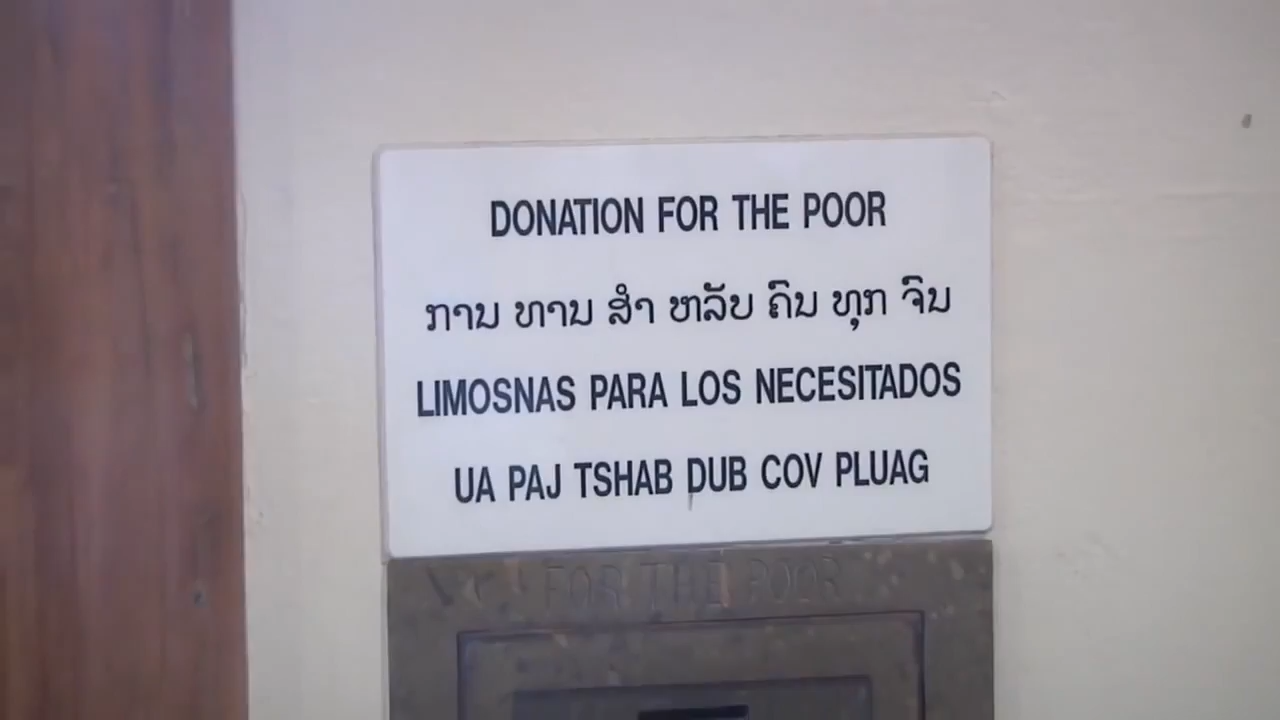 DONATION FOR THE POOR
ການ ທານ ສຳ ຫລັບ ຄົນ ທຸກ ຈົນ
LIMOSNAS PARA LOS NECESITADOS
UA PAJ TSHAB DUB COV PLUAG
FOR THE POOR